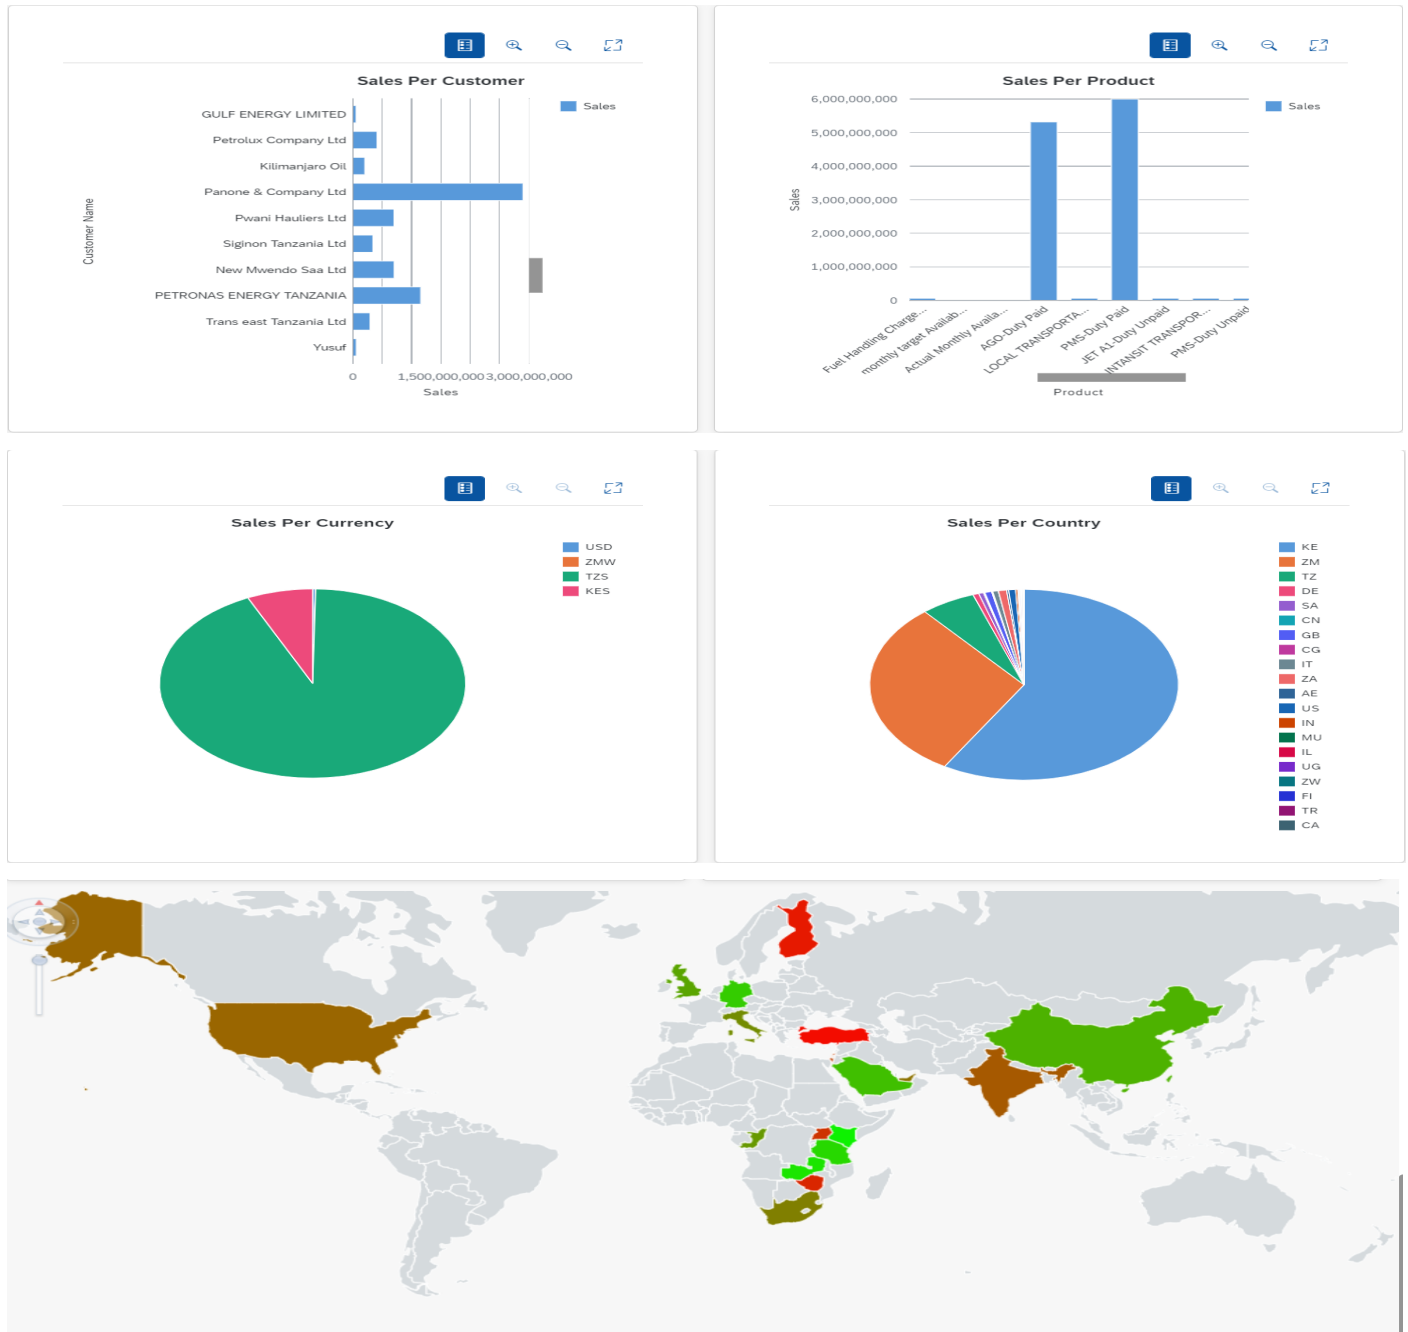 Sales Per Customer
Sales
GULF ENERGY LIMITED
Petrolux Company Ltd
Kilimanjaro Oil
Panone & Company Ltd
Pwani Hauliers Ltd
Siginon Tanzania Ltd
New Mwendo Saa Ltd
PETRONAS ENERGY TANZANIA
Trans east Tanzania Ltd
Yusuf
Customer Name
0 1,500,000,000 3,000,000,000
Sales
Sales Per Product
Sales
6,000,000,000
5,000,000,000
4,000,000,000
3,000,000,000
2,000,000,000
1,000,000,000
0
Sales
Fuel Handling Charge...
monthly target Availab...
Actual Monthly Availa...
AGO-Duty Paid
LOCAL TRANSPORTA...
PMS-Duty Paid
JET A1-Duty Unpaid
INTANSIT TRANSPOR...
PMS-Duty Unpaid
Product
Sales Per Currency
USD
ZMW
TZS
KES
Sales Per Country
KE
ZM
TZ
DE
SA
CN
GB
CG
IT
ZA
AE
US
IN
MU
IL
UG
ZW
FI
TR
CA